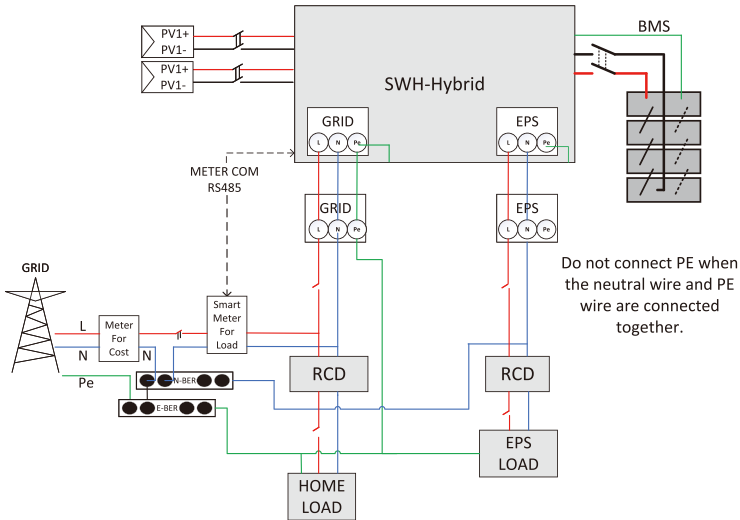 PV1+
PV1-
PV1+
PV1-
SWH-Hybrid
BMS
GRID
L N Pe
EPS
L N Pe
METER COM
RS485
GRID
L N Pe
EPS
L N Pe
Do not connect PE when
the neutral wire and PE
wire are connected
together.
GRID
L
N
Pe
Meter
For
Cost
N
Smart
Meter
For
Load
N-BER
E-BER
RCD
RCD
EPS
LOAD
HOME
LOAD